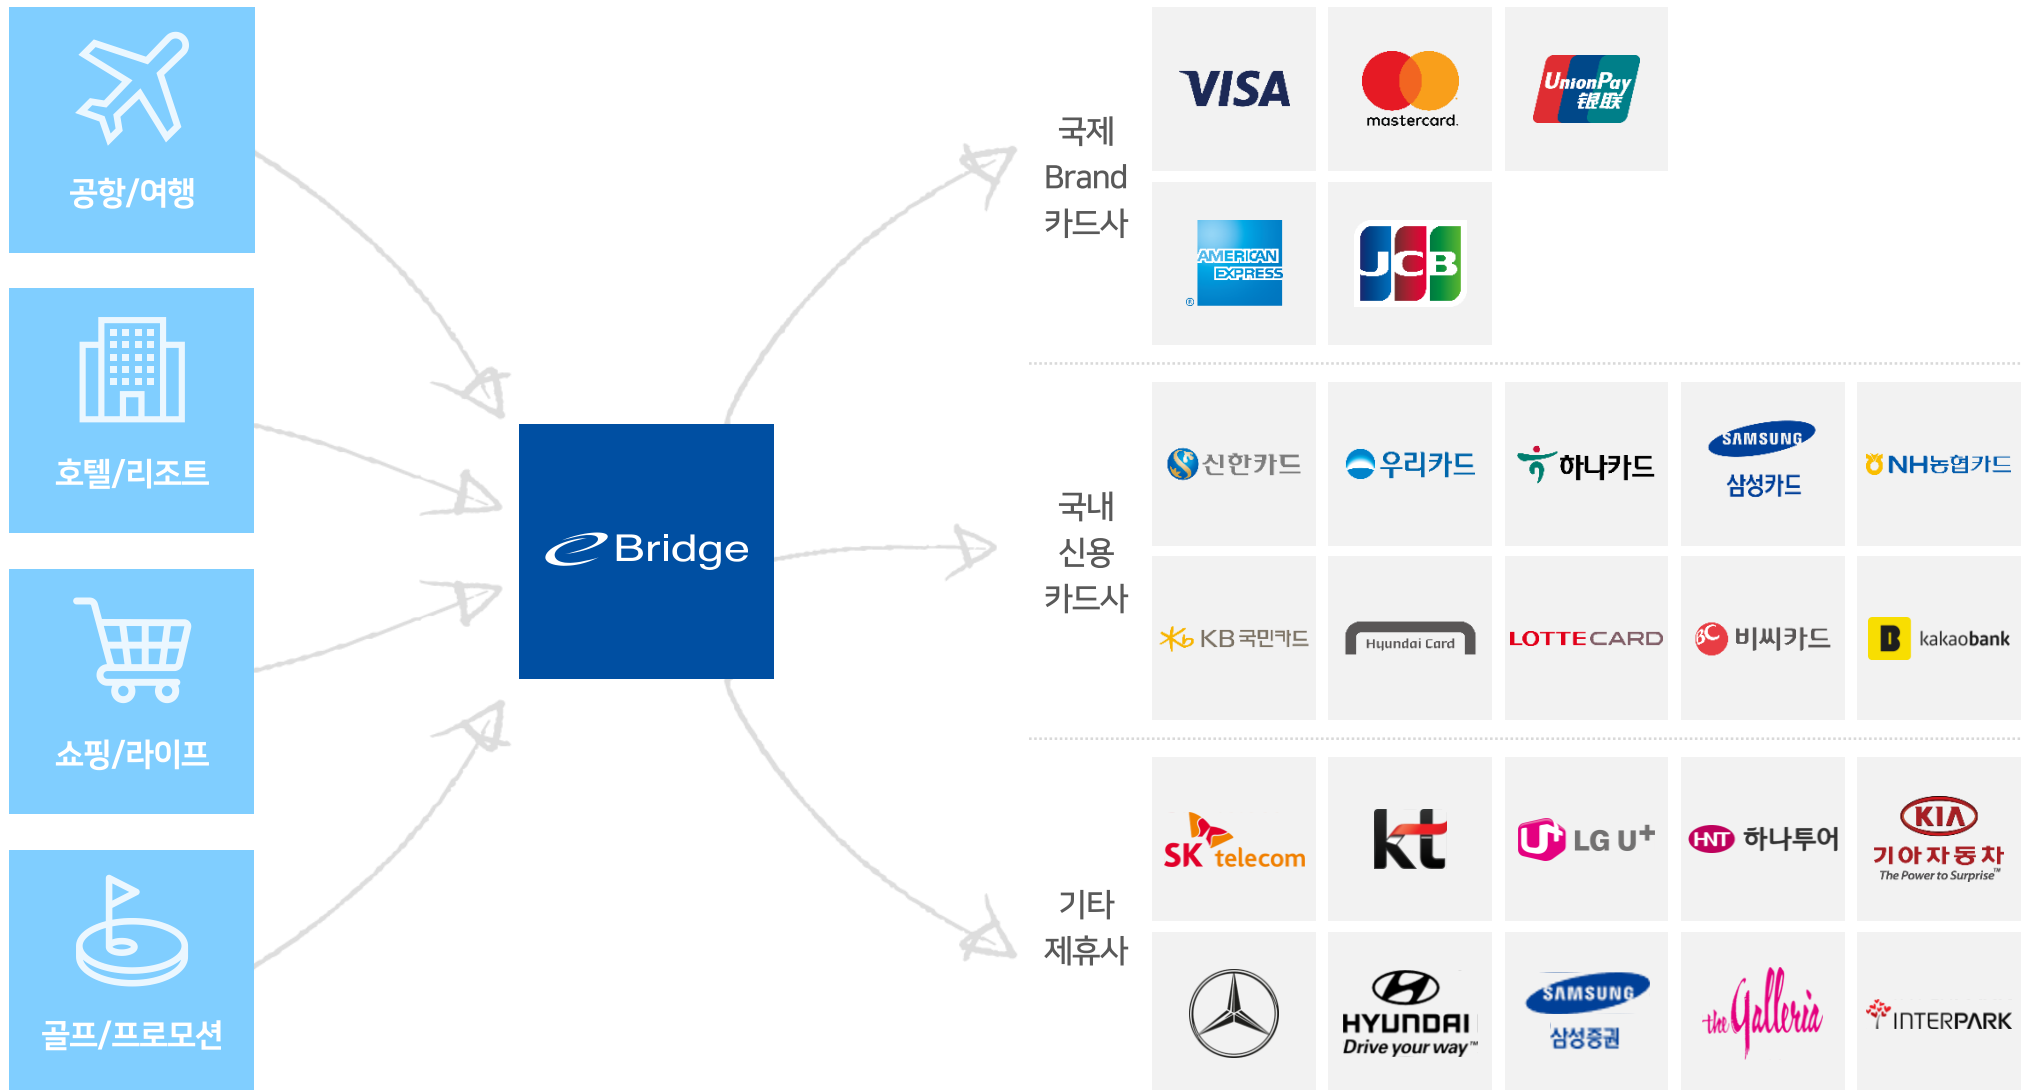 공항/여행
호텔/리조트
쇼핑/라이프
골프/프로모션
e Bridge
국제
Brand
카드사
VISA
mastercard.
UnionPay
银联
AMERICAN
EXPRESS
®
JCB
국내
신용
카드사
신한카드
우리카드
하나카드
SAMSUNG
삼성카드
NH농협카드
Kb KB국민카드
Hyundai Card
LOTTE CARD
BC 비씨카드
B kakaobank
기타
제휴사
SK telecom
kt
U+ LG U+
HNT 하나투어
KIA
기아자동차
The Power to Surprise™
HYUNDAI
Drive your way™
SAMSUNG
삼성증권
the Galleria
INTERPARK